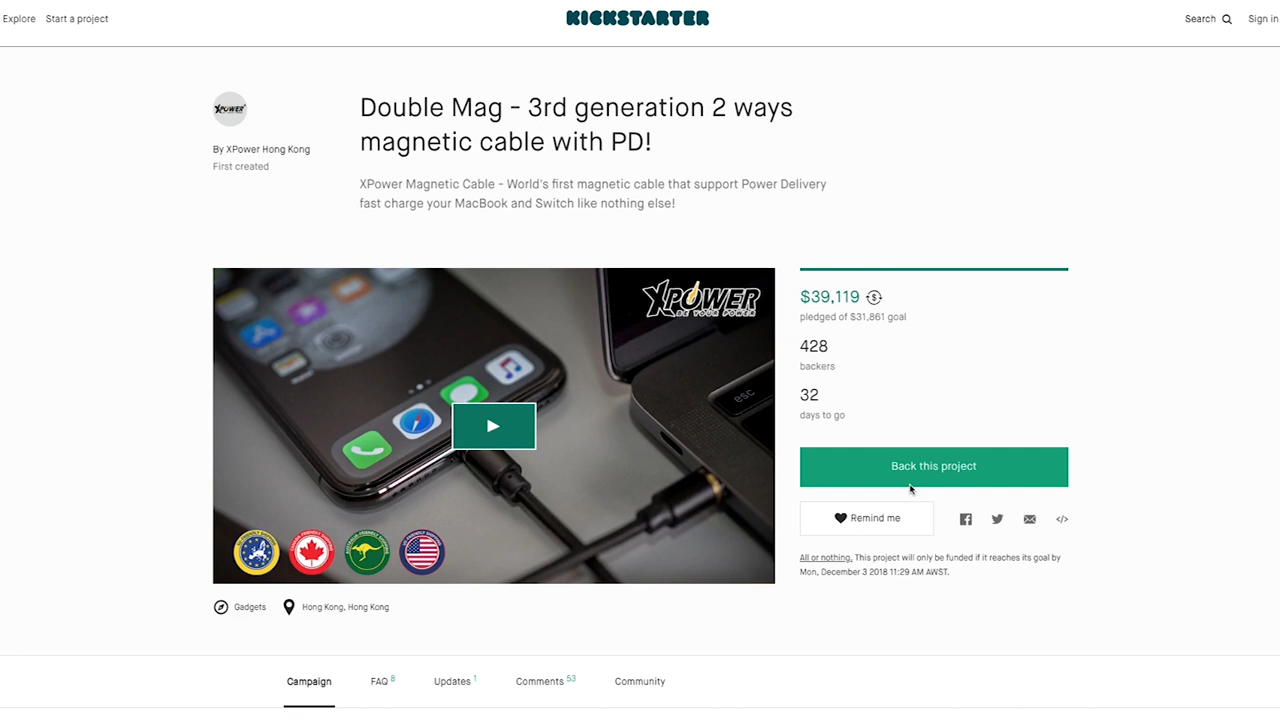 Explore Start a project
KICKSTARTER
Search Sign in
XPOWER
By XPower Hong Kong
First created
Double Mag - 3rd generation 2 ways
magnetic cable with PD!
XPower Magnetic Cable - World's first magnetic cable that support Power Delivery
fast charge your MacBook and Switch like nothing else!
XPOWER
BE YOUR POWER
esc
$39,119
pledged of $31,861 goal
428
backers
32
days to go
Back this project
Remind me
All or nothing. This project will only be funded if it reaches its goal by
Mon, December 3 2018 11:29 AM AWST.
Gadgets Hong Kong, Hong Kong
Campaign FAQ 8 Updates 1 Comments 53 Community